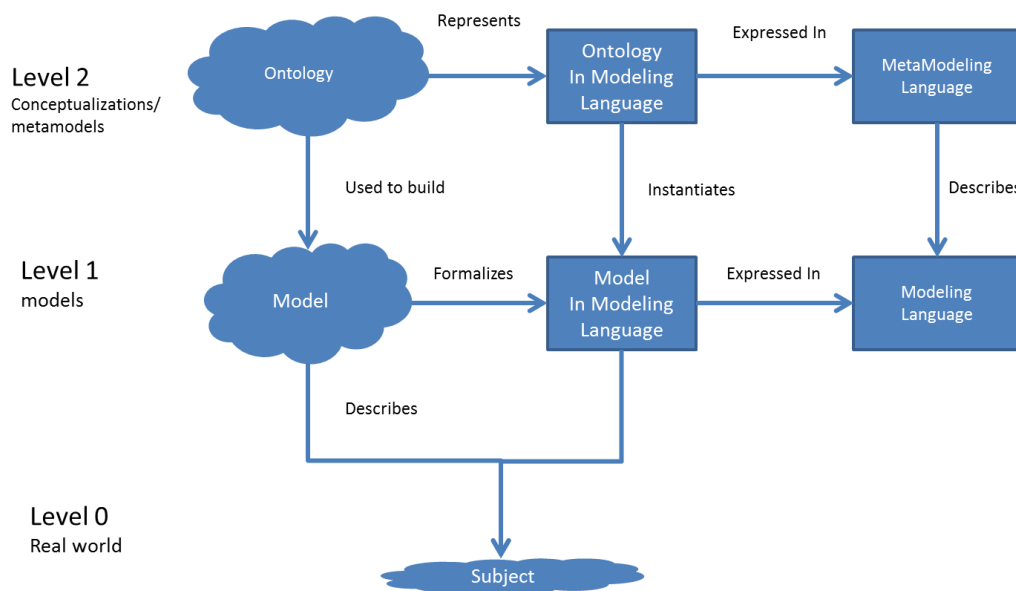 Represents
Expressed In
Level 2
Conceptualizations/
metamodels
Ontology
Ontology
In Modeling
Language
MetaModeling
Language
Used to build
Instantiates
Describes
Level 1
models
Model
Formalizes
Model
In Modeling
Language
Expressed In
Modeling
Language
Describes
Level 0
Real world
Subject